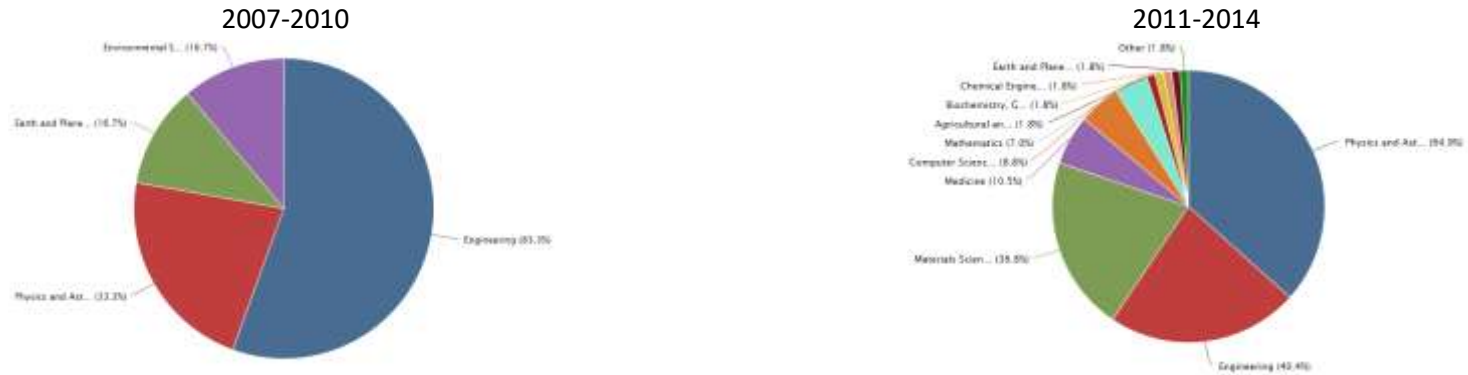 2007-2010
Environmental S... (16.7%)
Earth and Plane... (16.7%)
Engineering (83.3%)
Physics and Ast... (33.3%)
2011-2014
Other (1.8%)
Earth and Plane... (1.8%)
Chemical Engine... (1.8%)
Biochemistry, G... (1.8%)
Agricultural an... (1.8%)
Mathematics (7.0%)
Physics and Ast... (64.9%)
Computer Scienc... (8.8%)
Medicine (10.5%)
Materials Scien... (36.8%)
Engineering (40.4%)